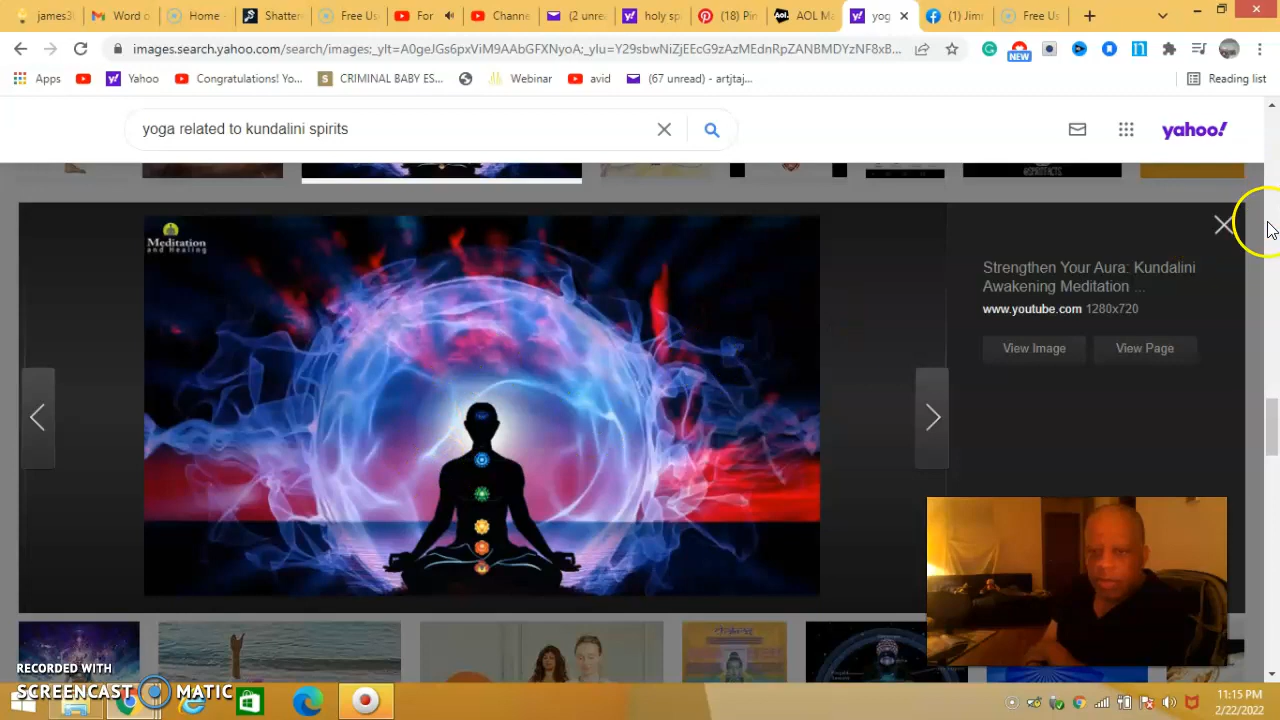 james3
Word o
Home -
Shatter
Free Us
For
Channe
(2 unre
holy sp
(18) Pin
AOL Ma
yog
(1) Jim
Free Us
images.search.yahoo.com/search/images;_ylt=A0geJGs6pxViM9AAbGFXNyoA;_ylu=Y29sbwNiZjEEcG9zAzMEdnRpZANBMDYzNF8xB...
NEW
Apps
Yahoo
Congratulations! Yo...
CRIMINAL BABY ES...
Webinar
avid
(67 unread) - artjtaj...
Reading list
yoga related to kundalini spirits
yahoo!
Meditation
and Healing
Strengthen Your Aura: Kundalini
Awakening Meditation ...
www.youtube.com 1280x720
View Image
View Page
RECORDED WITH
SCREENCAST MATIC
11:15 PM
2/22/2022